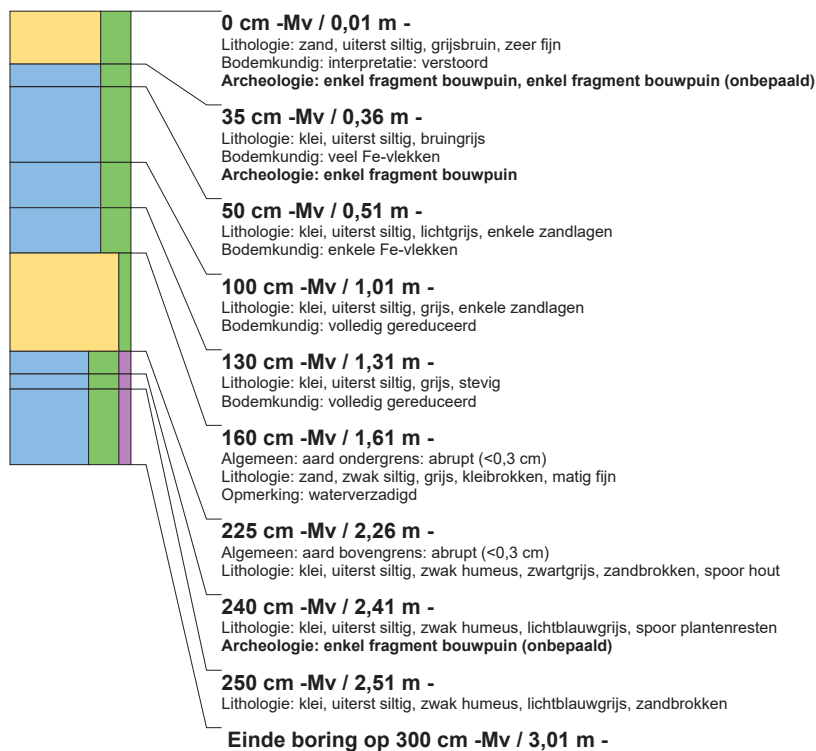 0 cm -Mv / 0,01 m -
Lithologie: zand, uiterst siltig, grijsbruin, zeer fijn
Bodemkundig: interpretatie: verstoord
Archeologie: enkel fragment bouwpuin, enkel fragment bouwpuin (onbepaald)
35 cm -Mv / 0,36 m -
Lithologie: klei, uiterst siltig, bruingrijs
Bodemkundig: veel Fe-vlekken
Archeologie: enkel fragment bouwpuin
50 cm -Mv / 0,51 m -
Lithologie: klei, uiterst siltig, lichtgrijs, enkele zandlagen
Bodemkundig: enkele Fe-vlekken
100 cm -Mv / 1,01 m -
Lithologie: klei, uiterst siltig, grijs, enkele zandlagen
Bodemkundig: volledig gereduceerd
130 cm -Mv / 1,31 m -
Lithologie: klei, uiterst siltig, grijs, stevig
Bodemkundig: volledig gereduceerd
160 cm -Mv / 1,61 m -
Algemeen: aard ondergrens: abrupt (<0,3 cm)
Lithologie: zand, zwak siltig, grijs, kleibrokken, matig fijn
Opmerking: waterverzadigd
225 cm -Mv / 2,26 m -
Algemeen: aard bovengrens: abrupt (<0,3 cm)
Lithologie: klei, uiterst siltig, zwak humeus, zwartgrijs, zandbrokken, spoor hout
240 cm -Mv / 2,41 m -
Lithologie: klei, uiterst siltig, zwak humeus, lichtblauwgrijs, spoor plantenresten
Archeologie: enkel fragment bouwpuin (onbepaald)
250 cm -Mv / 2,51 m -
Lithologie: klei, uiterst siltig, zwak humeus, lichtblauwgrijs, zandbrokken
Einde boring op 300 cm -Mv / 3,01 m -